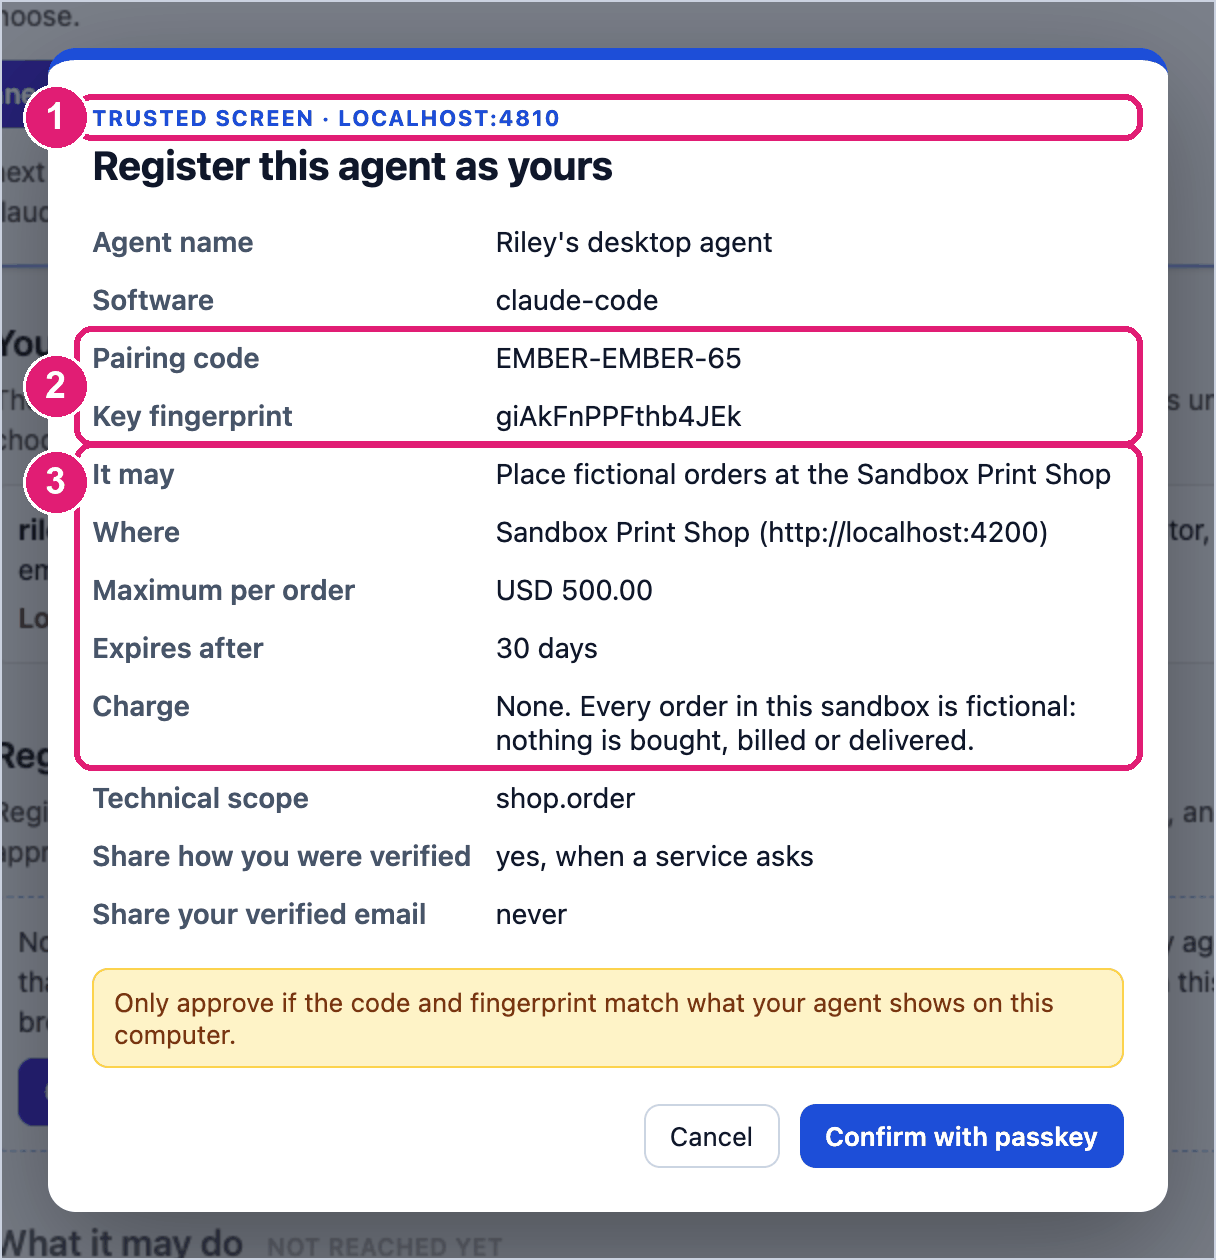 hoose.
1
TRUSTED SCREEN · LOCALHOST:4810
Register this agent as yours
Agent name Riley's desktop agent
Software claude-code
2
Pairing code EMBER-EMBER-65
Key fingerprint giAkFnPPFthb4JEk
3
It may Place fictional orders at the Sandbox Print Shop
Where Sandbox Print Shop (http://localhost:4200)
Maximum per order USD 500.00
Expires after 30 days
Charge None. Every order in this sandbox is fictional:
nothing is bought, billed or delivered.
Technical scope shop.order
Share how you were verified yes, when a service asks
Share your verified email never
Only approve if the code and fingerprint match what your agent shows on this
computer.
Cancel Confirm with passkey
What it may do NOT REACHED YET